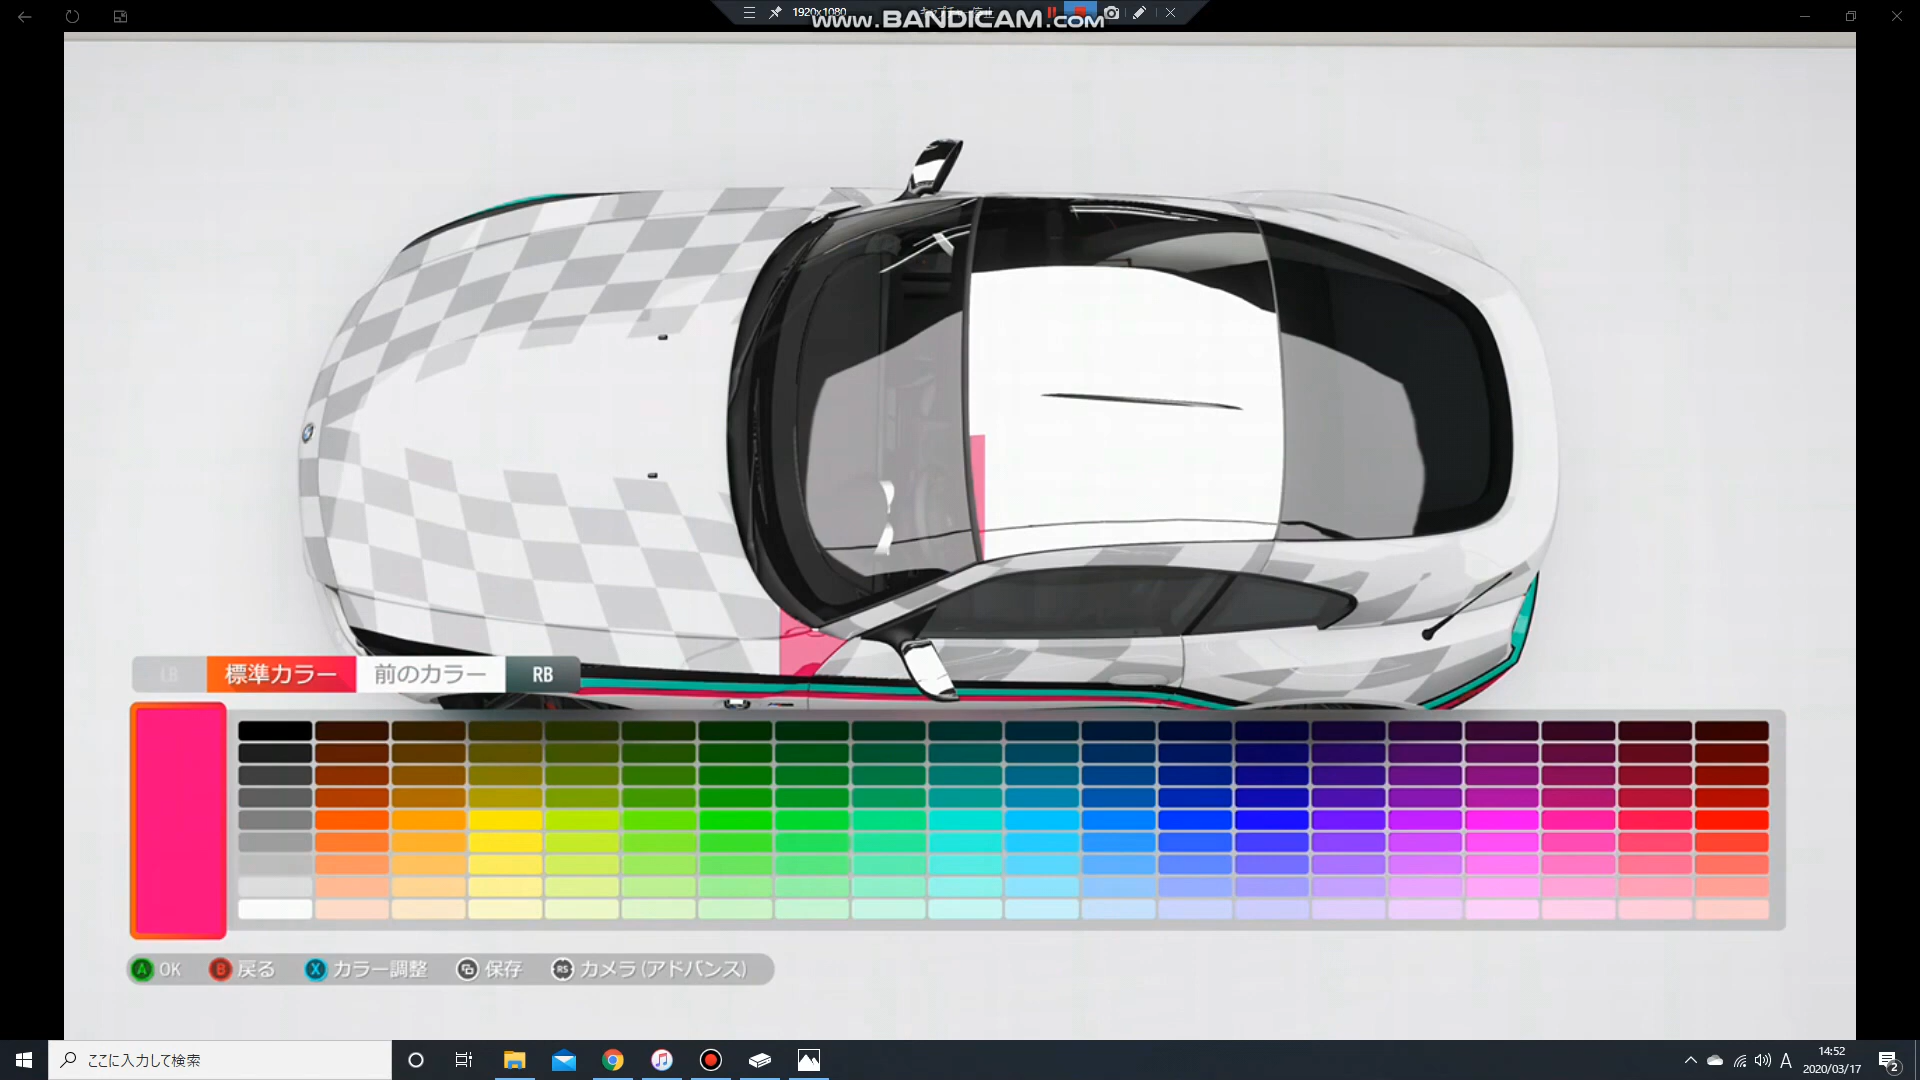 1920x1080
www.BANDICAM.com
LB 標準カラー 前のカラー RB
A OK B 戻る X カラー調整 保存 RS カメラ (アドバンス)
ここに入力して検索
A
14:52
2020/03/17
2